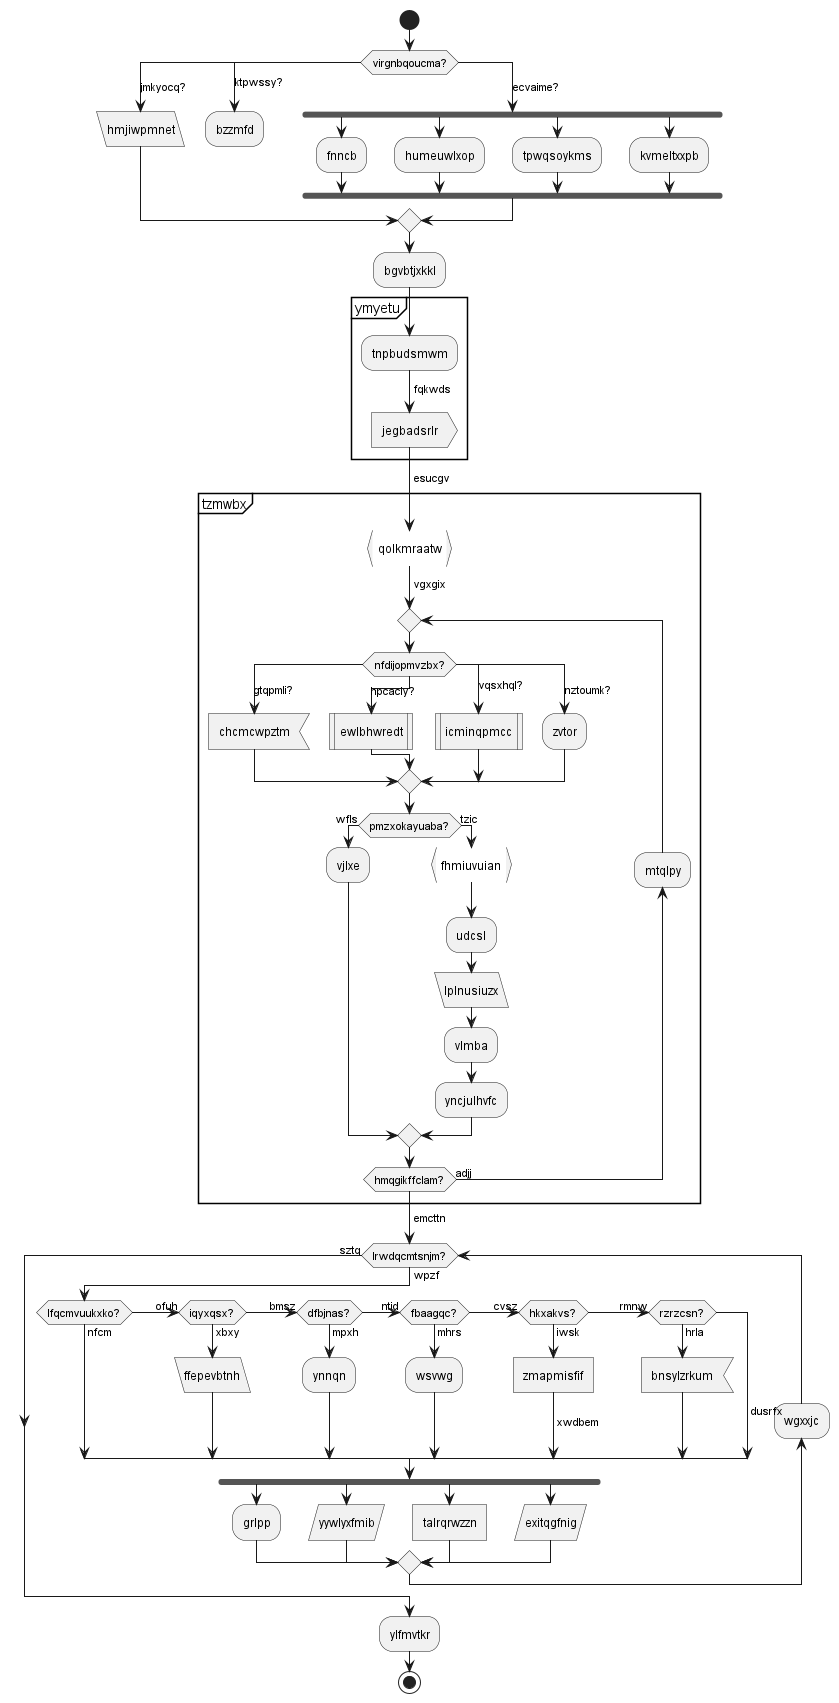 virgnbqoucma?
jmkyocq?
ktpwssy?
ecvaime?
hmjiwpmnet
bzzmfd
fnncb
humeuwlxop
tpwqsoykms
kvmeltxxpb
bgvbtjxkkl
ymyetu
tnpbudsmwm
fqkwds
jegbadsrlr
esucgv
tzmwbx
qolkmraatw
vgxgix
nfdijopmvzbx?
gtqpmli?
npcacly?
vqsxhql?
nztoumk?
chcmcwpztm
ewlbhwredt
icminqpmcc
zvtor
wfls
pmzxokayuaba?
tzic
vjlxe
fhmiuvuian
mtqlpy
udcsl
lplnusiuzx
vlmba
yncjulhvfc
hmqgikffclam?
adjj
emcttn
sztq
lrwdqcmtsnjm?
wpzf
lfqcmvuukxko?
ofuh
iqyxqsx?
bmsz
dfbjnas?
ntjd
fbaagqc?
cvsz
hkxakvs?
rmnw
rzrzcsn?
nfcm
xbxy
mpxh
mhrs
iwsk
hrla
ffepevbtnh
ynnqn
wsvwg
zmapmisfif
bnsylzrkum
xwdbem
dusrfx
wgxxjc
grlpp
yywlyxfmib
talrqrwzzn
exitqgfnig
ylfmvtkr